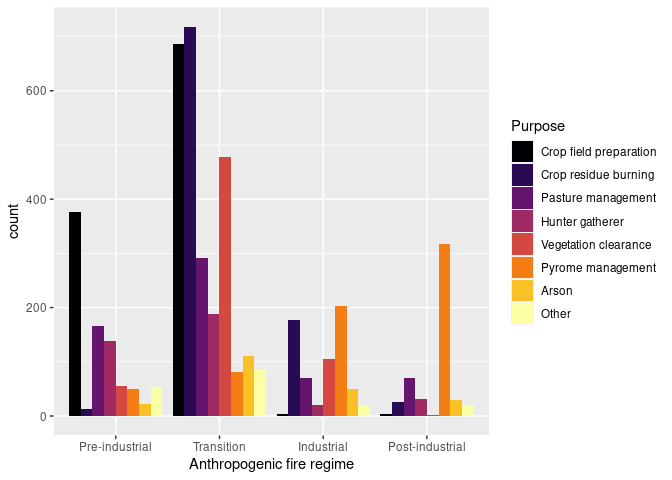 600
400
200
0
count
Pre-industrial
Transition
Industrial
Post-industrial
Anthropogenic fire regime
Purpose
Crop field preparation
Crop residue burning
Pasture management
Hunter gatherer
Vegetation clearance
Pyrome management
Arson
Other